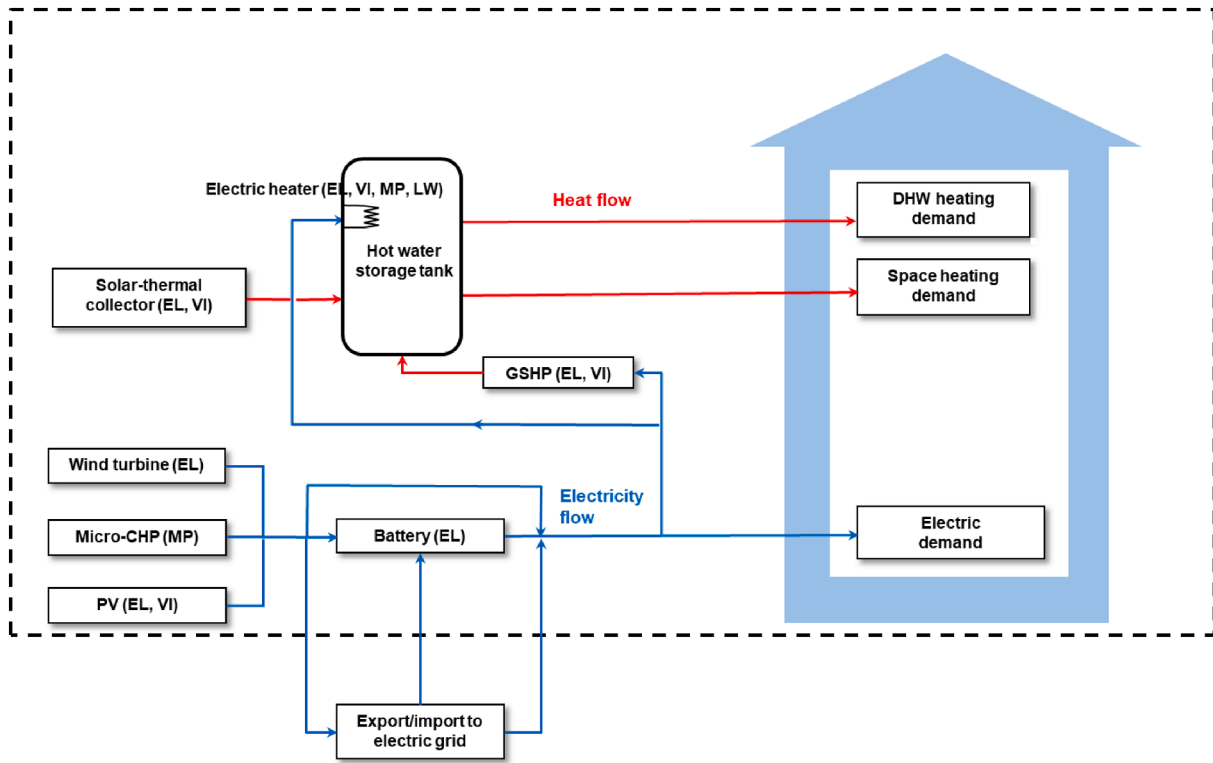 Electric heater (EL, VI, MP, LW)
Heat flow
DHW heating
demand
Hot water
storage tank
Solar-thermal
collector (EL, VI)
Space heating
demand
GSHP (EL, VI)
Wind turbine (EL)
Electricity
flow
Micro-CHP (MP)
Battery (EL)
Electric
demand
PV (EL, VI)
Export/import to
electric grid